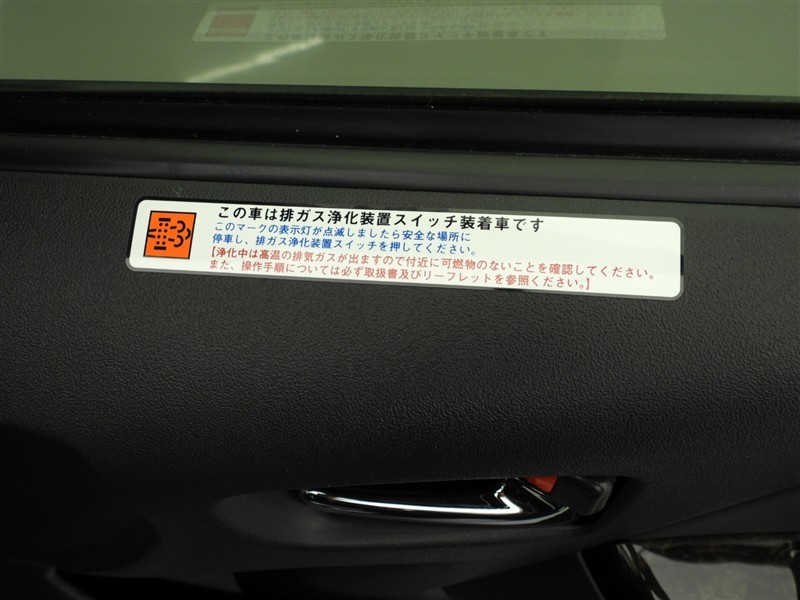 この車は排ガス浄化装置スイッチ装着車です
このマークの表示灯が点滅しましたら安全な場所に
停車し、排ガス浄化装置スイッチを押してください。
【浄化中は高温の排気ガスが出ますので付近に可燃物のないことを確認してください。
また、操作手順については必ず取扱書及びリーフレットを参照ください。】